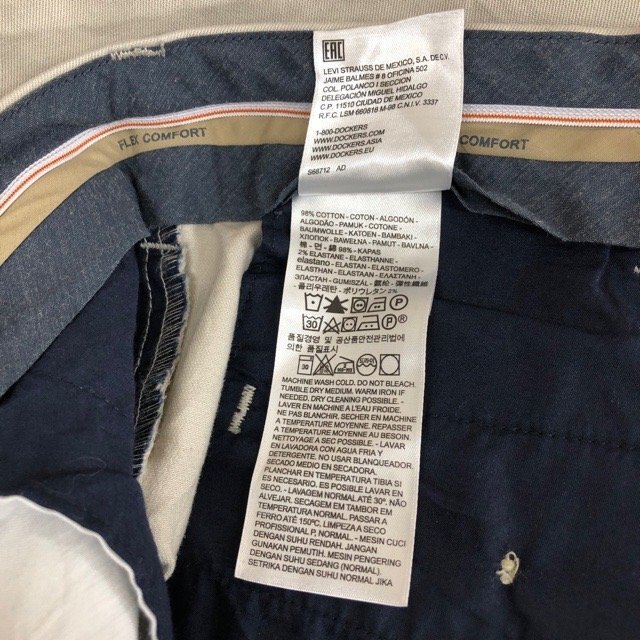 EAC
LEVI STRAUSS DE MEXICO, S.A. DE C.V.
JAIME BALMES # 8 OFICINA 502
COL. POLANCO I SECCION
DELEGACIÓN MIGUEL HIDALGO
C.P. 11510 CIUDAD DE MÉXICO
R.F.C. LSM 660616 M-98 C.N.V.I. 3337
1-800-DOCKERS
WWW.DOCKERS.COM
WWW.DOCKERS.ASIA
WWW.DOCKERS.EU
S68712 AD
FLEX COMFORT
COMFORT
98% COTTON - COTON - ALGODÓN -
ALGODÃO - PAMUK - COTONE -
BAUMWOLLE - KATOEN - BAMBAKI -
ХЛОПОК - BAWEŁNA - PAMUT - BAVLNA
棉 - 면 - 綿 98% - KAPAS
2% ELASTANE - ELASTHANNE -
elastano - ELASTAN - ELASTOMERO -
ELASTHAN - ELASTAAN -
ЭЛАСТАН - GUMISZÁL - 氨纶 - 彈性纖維 -
폴리우레탄 - ポリウレタン 2%
품질경영 및 공산품안전관리법에
의한 품질표시
MACHINE WASH COLD. DO NOT BLEACH.
TUMBLE DRY MEDIUM. WARM IRON IF
NEEDED. DRY CLEANING POSSIBLE. -
LAVER EN MACHINE À L'EAU FROIDE.
NE PAS BLANCHIR. SECHER EN MACHINE
A TEMPERATURE MOYENNE. REPASSER
A TEMPERATURE MOYENNE AU BESOIN.
NETTOYAGE A SEC POSSIBLE. - LAVAR
EN LAVADORA CON AGUA FRIA Y
DETERGENTE. NO USAR BLANQUEADOR.
SECADO MEDIO EN SECADORA.
PLANCHAR EN TEMPERATURA TIBIA SI
ES NECESARIO. ES POSIBLE LAVAR EN
SECO. - LAVAGEM NORMAL ATÉ 30°. NÃO
ALVEJAR. SECAGEM EM TAMBOR EM
TEMPERATURA NORMAL. PASSAR A
FERRO ATÉ 150ºC. LIMPEZA A SECO
PROFISSIONAL P, NORMAL. - MESIN CUCI
DENGAN SUHU RENDAH. JANGAN
GUNAKAN PEMUTIH. MESIN PENGERING
DENGAN SUHU SEDANG (NORMAL).
SETRIKA DENGAN SUHU NORMAL JIKA